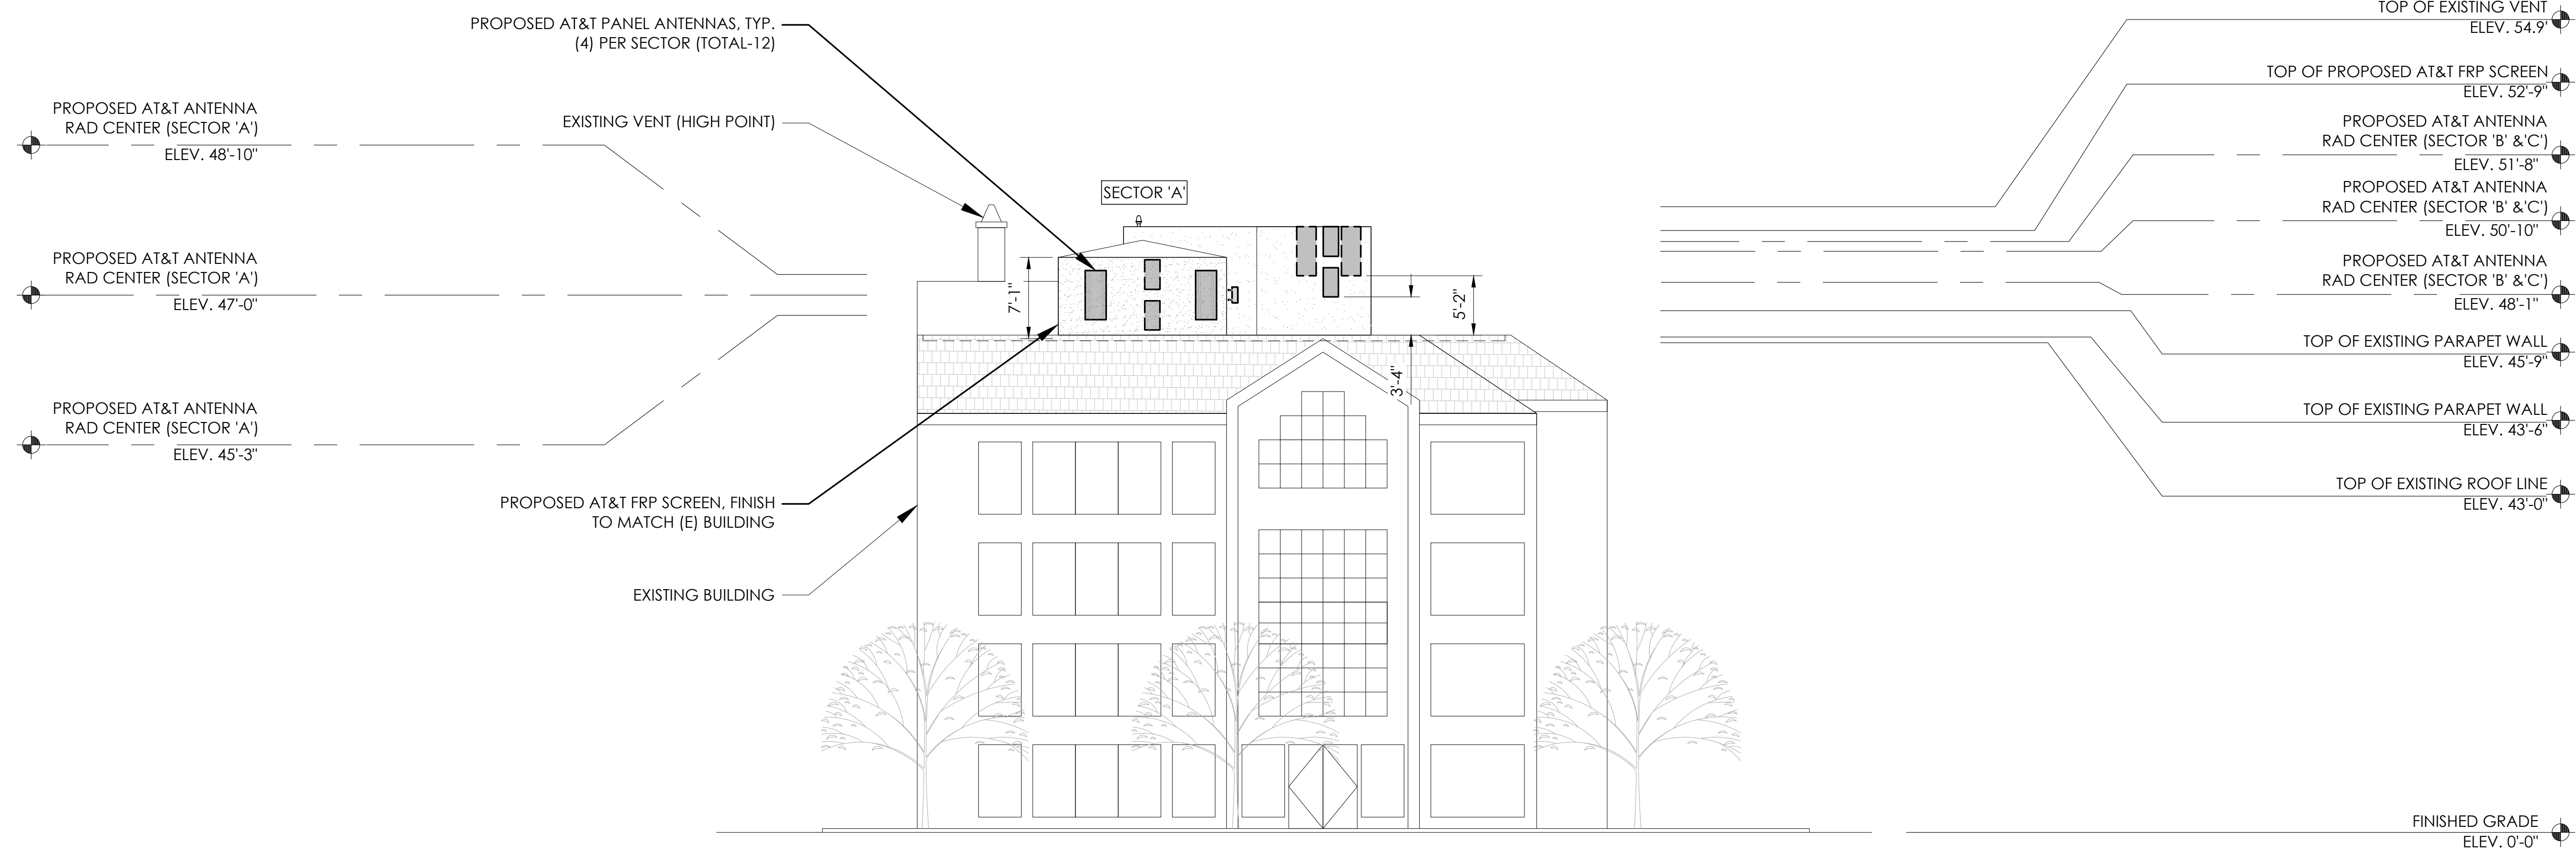 PROPOSED AT&T PANEL ANTENNAS, TYP.
(4) PER SECTOR (TOTAL-12)
EXISTING VENT (HIGH POINT)
PROPOSED AT&T ANTENNA
RAD CENTER (SECTOR 'A')
ELEV. 48'-10"
PROPOSED AT&T ANTENNA
RAD CENTER (SECTOR 'A')
ELEV. 47'-0"
PROPOSED AT&T ANTENNA
RAD CENTER (SECTOR 'A')
ELEV. 45'-3"
PROPOSED AT&T FRP SCREEN, FINISH
TO MATCH (E) BUILDING
EXISTING BUILDING
SECTOR 'A'
7'-1"
5'-2"
3'-4"
TOP OF EXISTING VENT
ELEV. 54.9'
TOP OF PROPOSED AT&T FRP SCREEN
ELEV. 52'-9"
PROPOSED AT&T ANTENNA
RAD CENTER (SECTOR 'B' &'C')
ELEV. 51'-8"
PROPOSED AT&T ANTENNA
RAD CENTER (SECTOR 'B' &'C')
ELEV. 50'-10"
PROPOSED AT&T ANTENNA
RAD CENTER (SECTOR 'B' &'C')
ELEV. 48'-1"
TOP OF EXISTING PARAPET WALL
ELEV. 45'-9"
TOP OF EXISTING PARAPET WALL
ELEV. 43'-6"
TOP OF EXISTING ROOF LINE
ELEV. 43'-0"
FINISHED GRADE
ELEV. 0'-0"